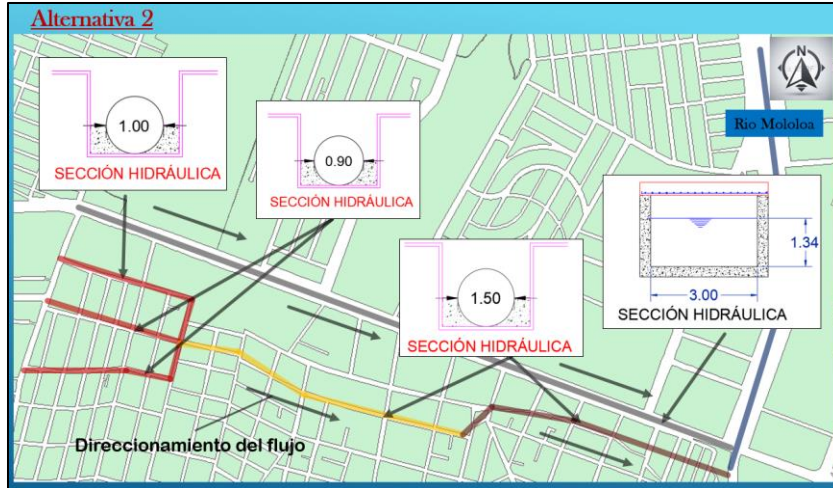 Alternativa 2
N
Rio Mololoa
1.00
SECCIÓN HIDRÁULICA
0.90
SECCIÓN HIDRÁULICA
1.34
3.00
SECCIÓN HIDRÁULICA
1.50
SECCIÓN HIDRÁULICA
Direccionamiento del flujo